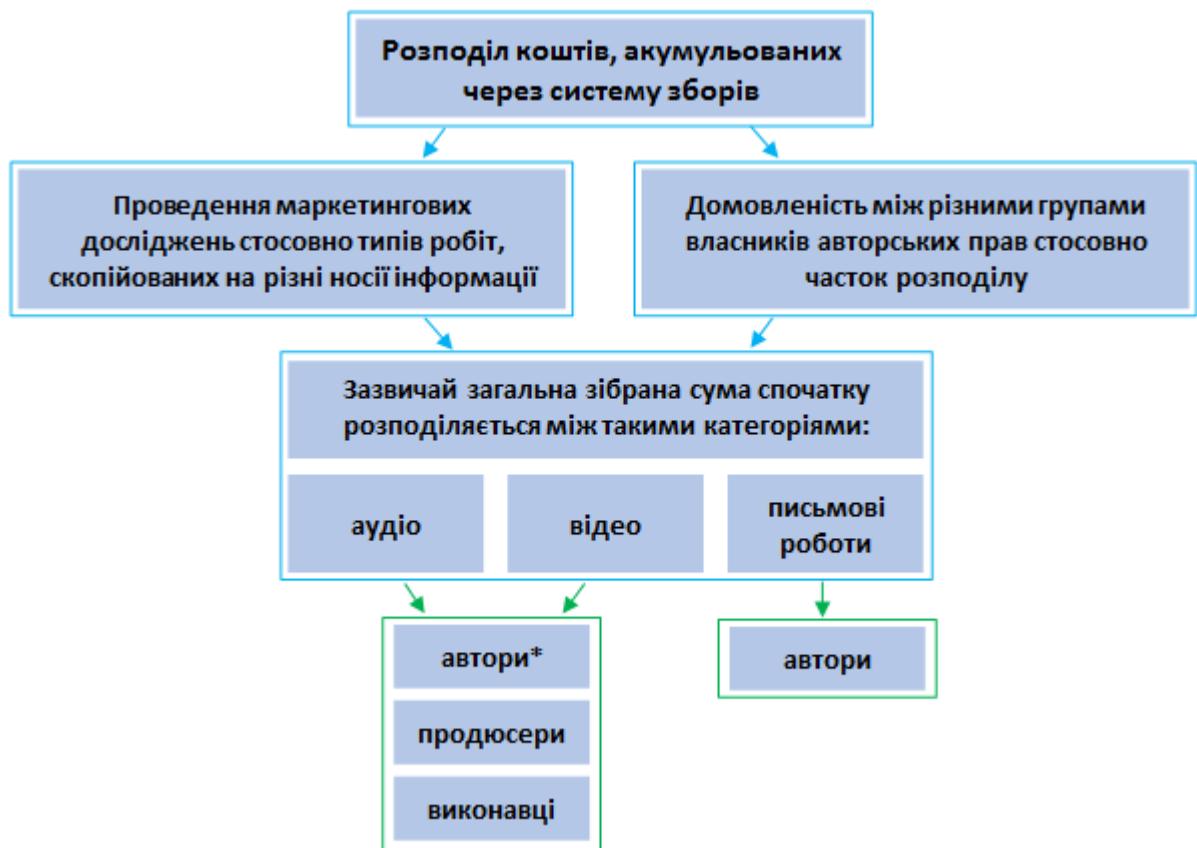 Розподіл коштів, акумульованих
через систему зборів
Проведення маркетингових
досліджень стосовно типів робіт,
скопійованих на різні носії інформації
Домовленість між різними групами
власників авторських прав стосовно
часток розподілу
Зазвичай загальна зібрана сума спочатку
розподіляється між такими категоріями:
аудіо
відео
письмові
роботи
автори*
продюсери
виконавці
автори